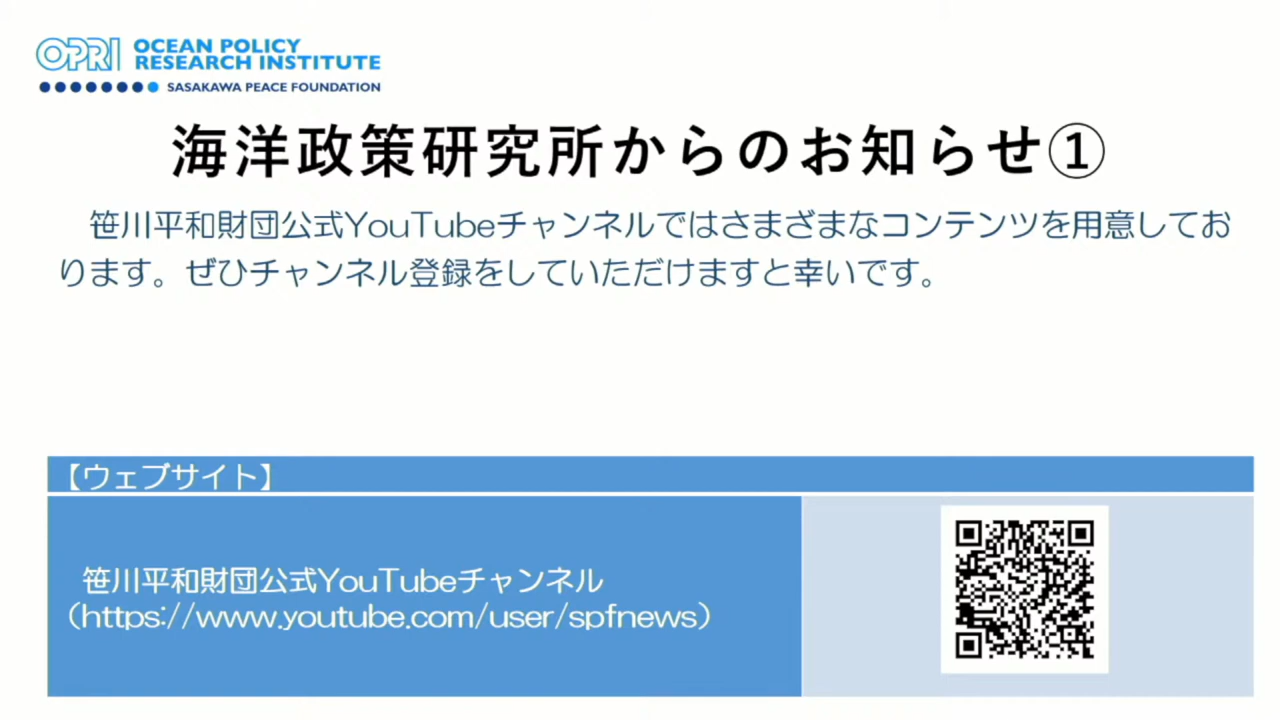 OPRI OCEAN POLICY
RESEARCH INSTITUTE
SASAKAWA PEACE FOUNDATION
海洋政策研究所からのお知らせ①
笹川平和財団公式YouTubeチャンネルではさまざまなコンテンツを用意してお
ります。ぜひチャンネル登録をしていただけますと幸いです。
【ウェブサイト】
笹川平和財団公式YouTubeチャンネル
（https://www.youtube.com/user/spfnews）